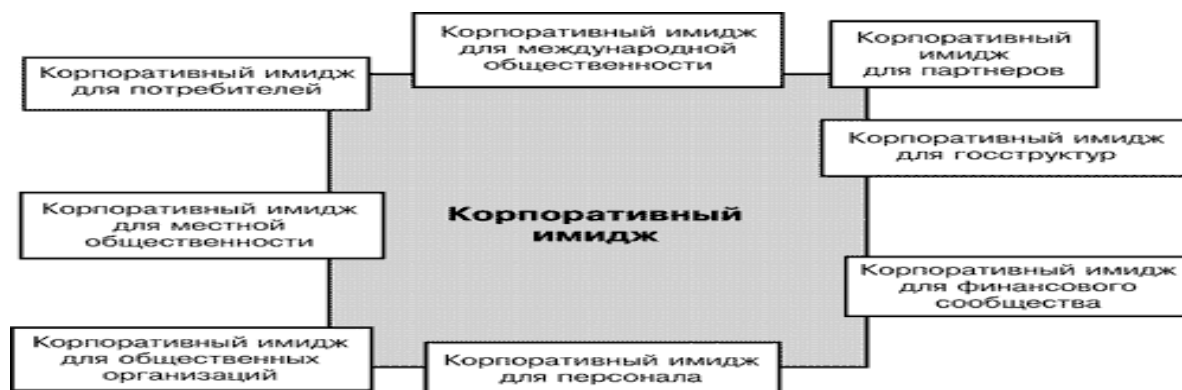 Корпоративный имидж
для международной
общественности
Корпоративный
имидж
для партнеров
Корпоративный имидж
для потребителей
Корпоративный имидж
для госструктур
Корпоративный имидж
для местной
общественности
Корпоративный
имидж
Корпоративный имидж
для финансового
сообщества
Корпоративный имидж
для общественных
организаций
Корпоративный имидж
для персонала